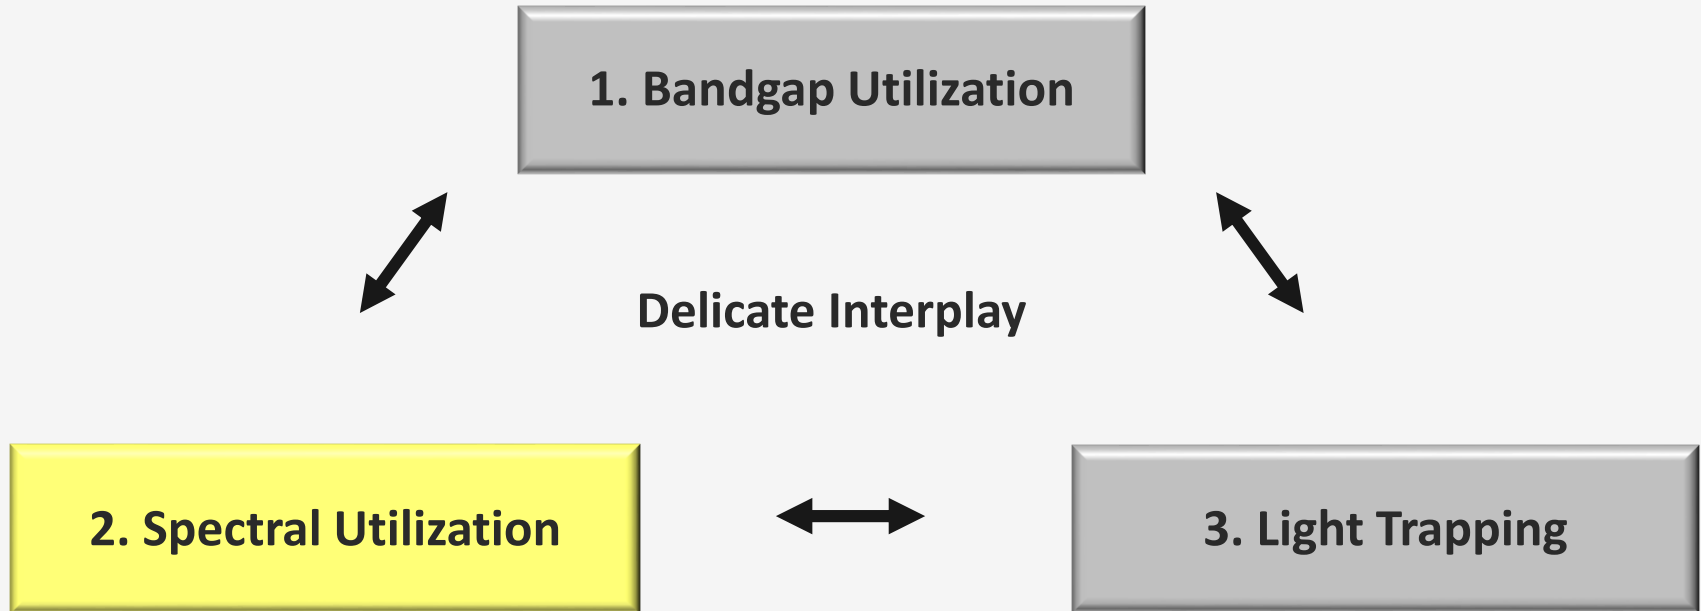 1. Bandgap Utilization
Delicate Interplay
2. Spectral Utilization
3. Light Trapping